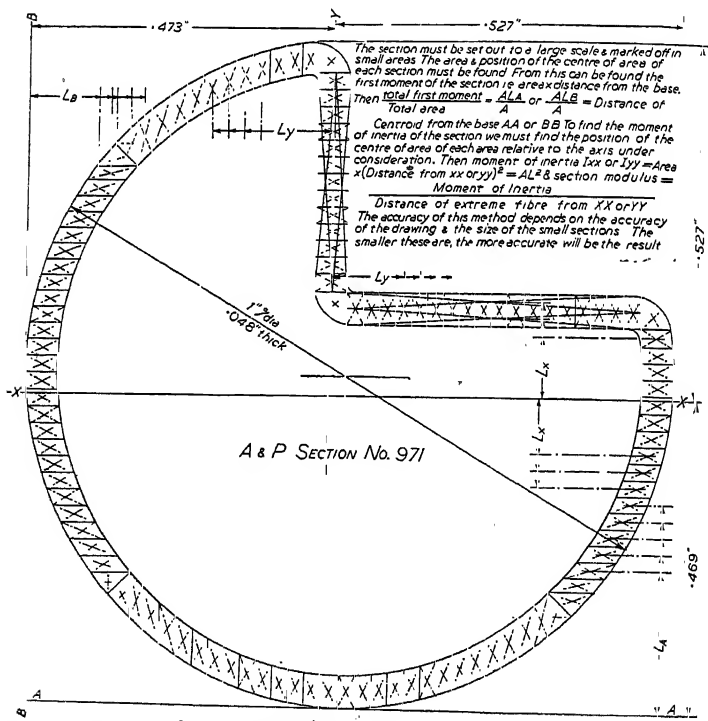 B
Y
.473"
.527"
The section must be set out to a large scale & marked off in
small areas The area & position of the centre of area of
each section must be found From this can be found the
first moment of the section ie area x distance from the base.
Then total first moment / Total area = ALA / A or ALB / A = Distance of
Centroid from the base AA or BB To find the moment
of inertia of the section we must find the position of the
centre of area of each area relative to the axis under
consideration. Then moment of inertia Ixx or Iyy = Area
x (Distance from xx or yy)² = AL² & section modulus =
Moment of Inertia
Distance of extreme fibre from XX or YY
The accuracy of this method depends on the accuracy
of the drawing & the size of the small sections The
smaller these are, the more accurate will be the result
LB
Ly
.527"
Ly
1" o/dia
.048" thick
Lx
-X-
X
Lx
A & P SECTION No. 971
.469"
LA
B
A
A